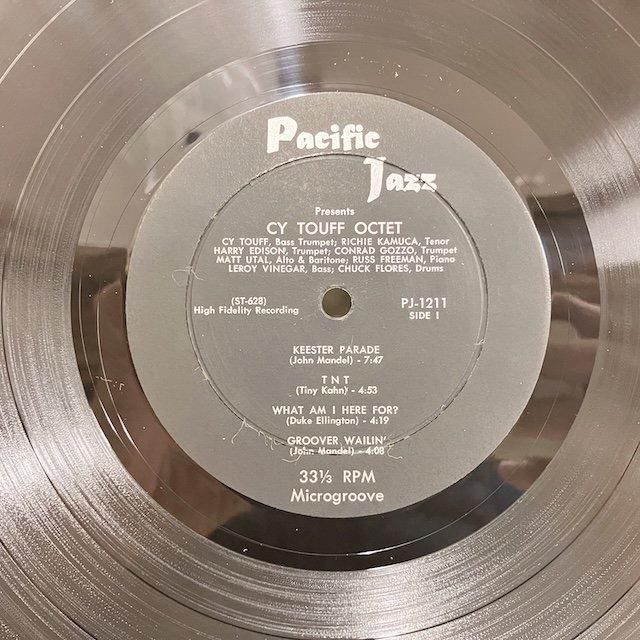 Pacific
Jazz
Presents
CY TOUFF OCTET
CY TOUFF, Bass Trumpet; RICHIE KAMUCA, Tenor
HARRY EDISON, Trumpet; CONRAD GOZZO, Trumpet
MATT UTAL, Alto & Baritone; RUSS FREEMAN, Piano
LEROY VINEGAR, Bass; CHUCK FLORES, Drums
(ST-628)
High Fidelity Recording
PJ-1211
SIDE 1
KEESTER PARADE
(John Mandel) - 7:47
T N T
(Tiny Kahn) - 4:53
WHAT AM I HERE FOR?
(Duke Ellington) - 4:19
GROOVER WAILIN'
(John Mandel) - 4:08
33⅓ RPM
Microgroove